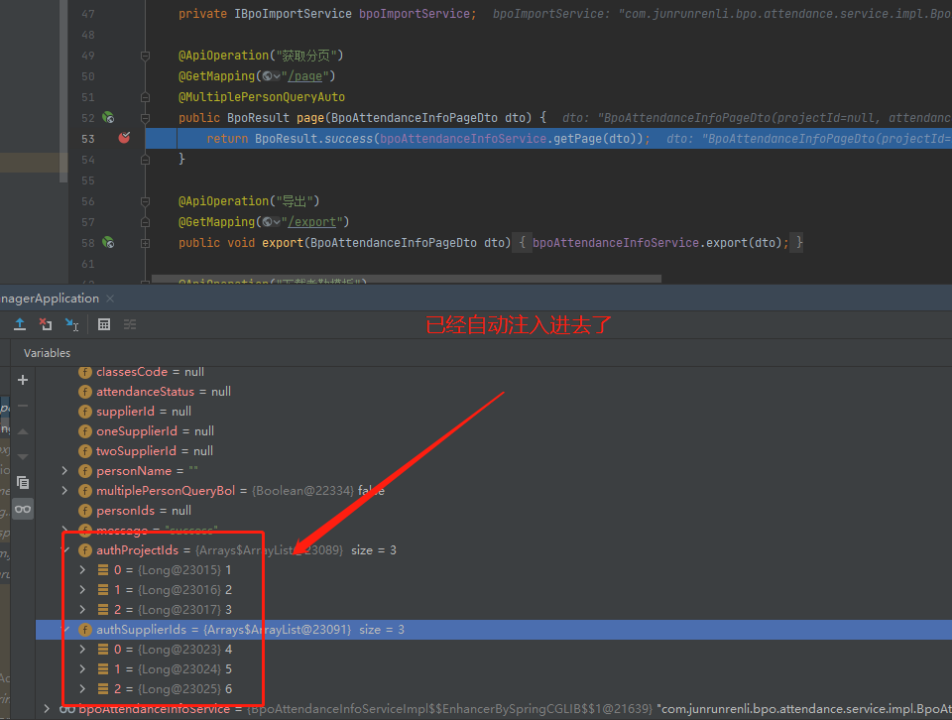 47 private IBpoImportService bpoImportService; bpoImportService: "com.junrunrenli.bpo.attendance.service.impl.Bpo
48
49 @ApiOperation("获取分页")
50 @GetMapping("/page")
51 @MultiplePersonQueryAuto
52 public BpoResult page(BpoAttendanceInfoPageDto dto) { dto: "BpoAttendanceInfoPageDto(projectId=null, attendanc
53 return BpoResult.success(bpoAttendanceInfoService.getPage(dto)); dto: "BpoAttendanceInfoPageDto(projectId=
54 }
55
56 @ApiOperation("导出")
57 @GetMapping("/export")
58 public void export(BpoAttendanceInfoPageDto dto) { bpoAttendanceInfoService.export(dto); }
61
nagerApplication ×
已经自动注入进去了
Variables
classesCode = null
attendanceStatus = null
supplierId = null
oneSupplierId = null
twoSupplierId = null
personName = ""
multiplePersonQueryBol = {Boolean@22334} false
personIds = null
message = "success"
authProjectIds = {Arrays$ArrayList@23089} size = 3
0 = {Long@23015} 1
1 = {Long@23016} 2
2 = {Long@23017} 3
authSupplierIds = {Arrays$ArrayList@23091} size = 3
0 = {Long@23023} 4
1 = {Long@23024} 5
2 = {Long@23025} 6
bpoAttendanceInfoService = {BpoAttendanceInfoServiceImpl$$EnhancerBySpringCGLIB$$1@21639} "com.junrunrenli.bpo.attendance.service.impl.BpoA